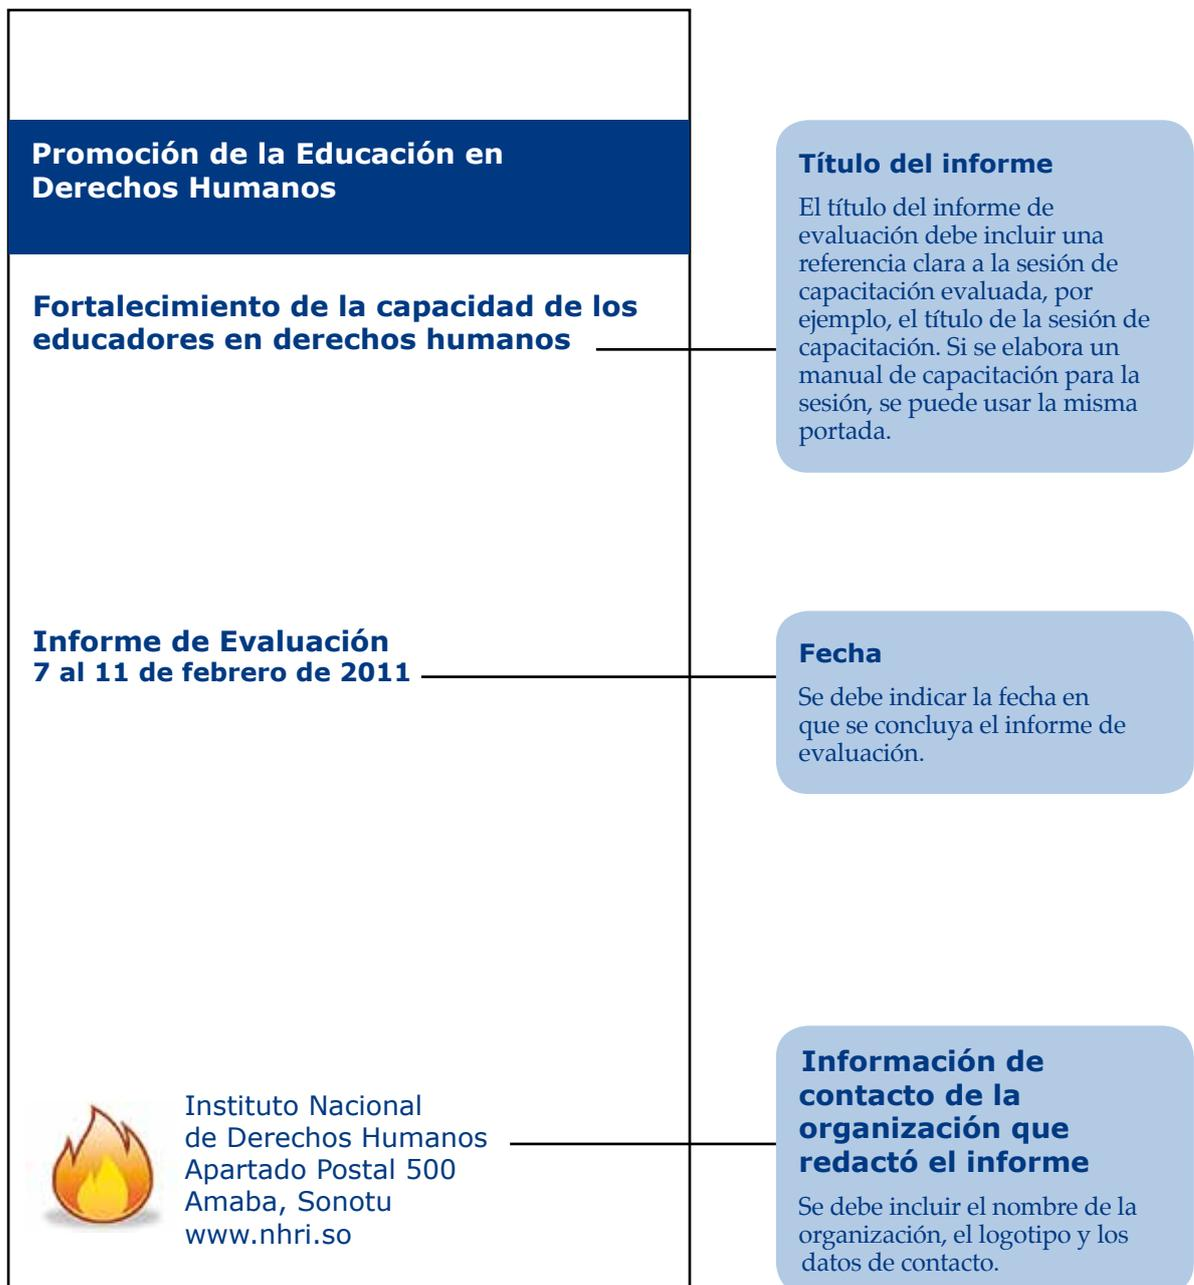 Promoción de la Educación en
Derechos Humanos
Fortalecimiento de la capacidad de los
educadores en derechos humanos
Informe de Evaluación
7 al 11 de febrero de 2011
Instituto Nacional
de Derechos Humanos
Apartado Postal 500
Amaba, Sonotu
www.nhri.so
Título del informe
El título del informe de
evaluación debe incluir una
referencia clara a la sesión de
capacitación evaluada, por
ejemplo, el título de la sesión de
capacitación. Si se elabora un
manual de capacitación para la
sesión, se puede usar la misma
portada.
Fecha
Se debe indicar la fecha en
que se concluya el informe de
evaluación.
Información de
contacto de la
organización que
redactó el informe
Se debe incluir el nombre de la
organización, el logotipo y los
datos de contacto.